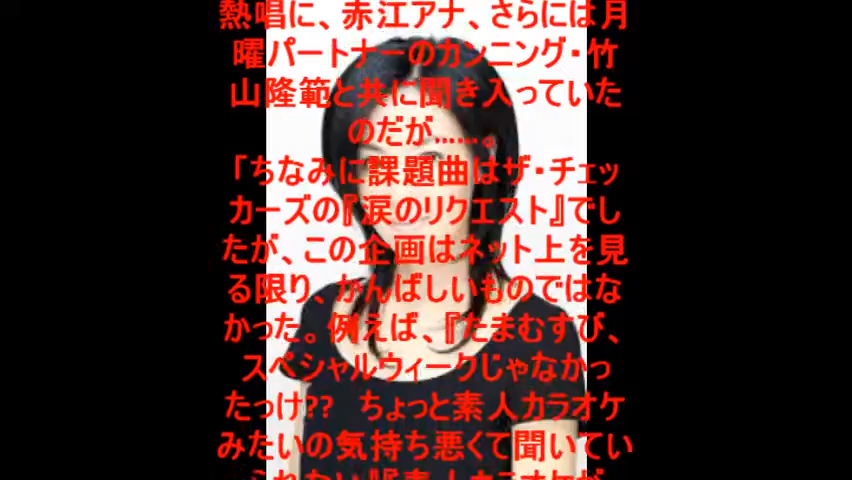 熱唱に、赤江アナ、さらには月
曜パートナーのカンニング・竹
山隆範と共に聞き入っていた
のだが……。
「ちなみに課題曲はザ・チェッ
カーズの『涙のリクエスト』でし
たが、この企画はネット上を見
る限り、かんばしいものではな
かった。例えば、『たまむすび、
スペシャルウィークじゃなかっ
たっけ??　ちょっと素人カラオケ
みたいの気持ち悪くて聞いてい